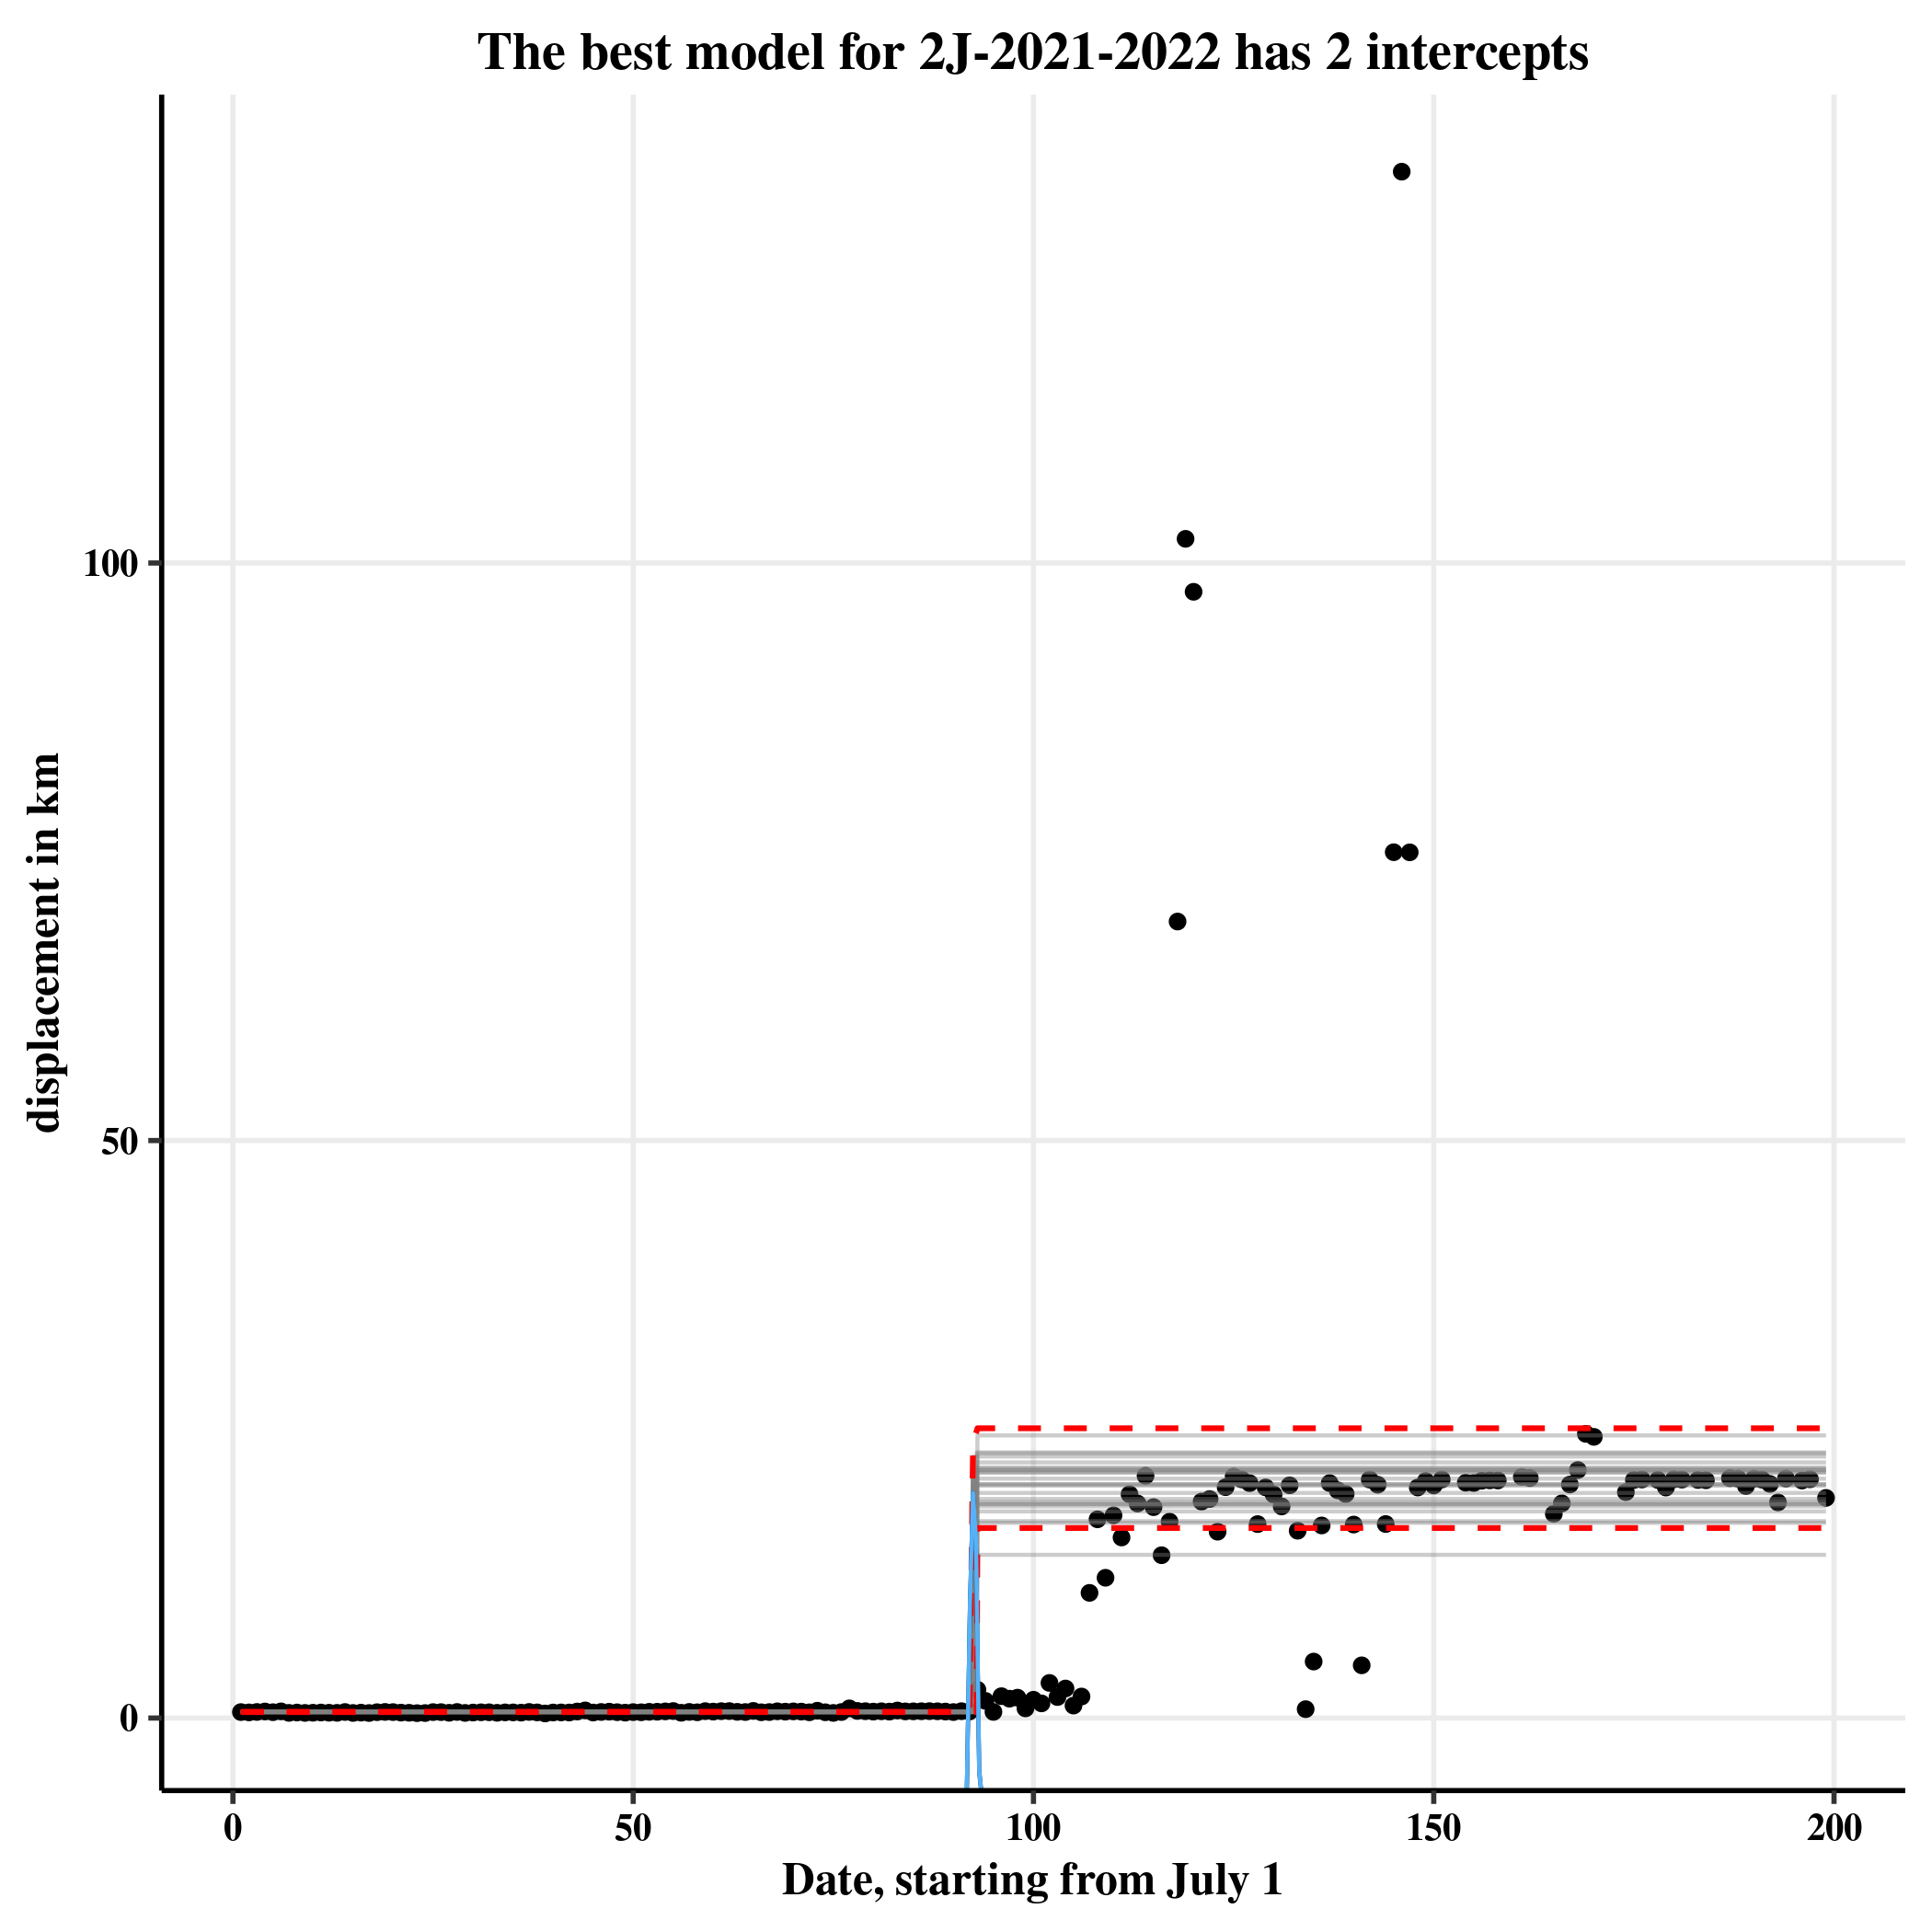 The best model for 2J-2021-2022 has 2 intercepts
displacement in km
100
50
0
0 50 100 150 200
Date, starting from July 1